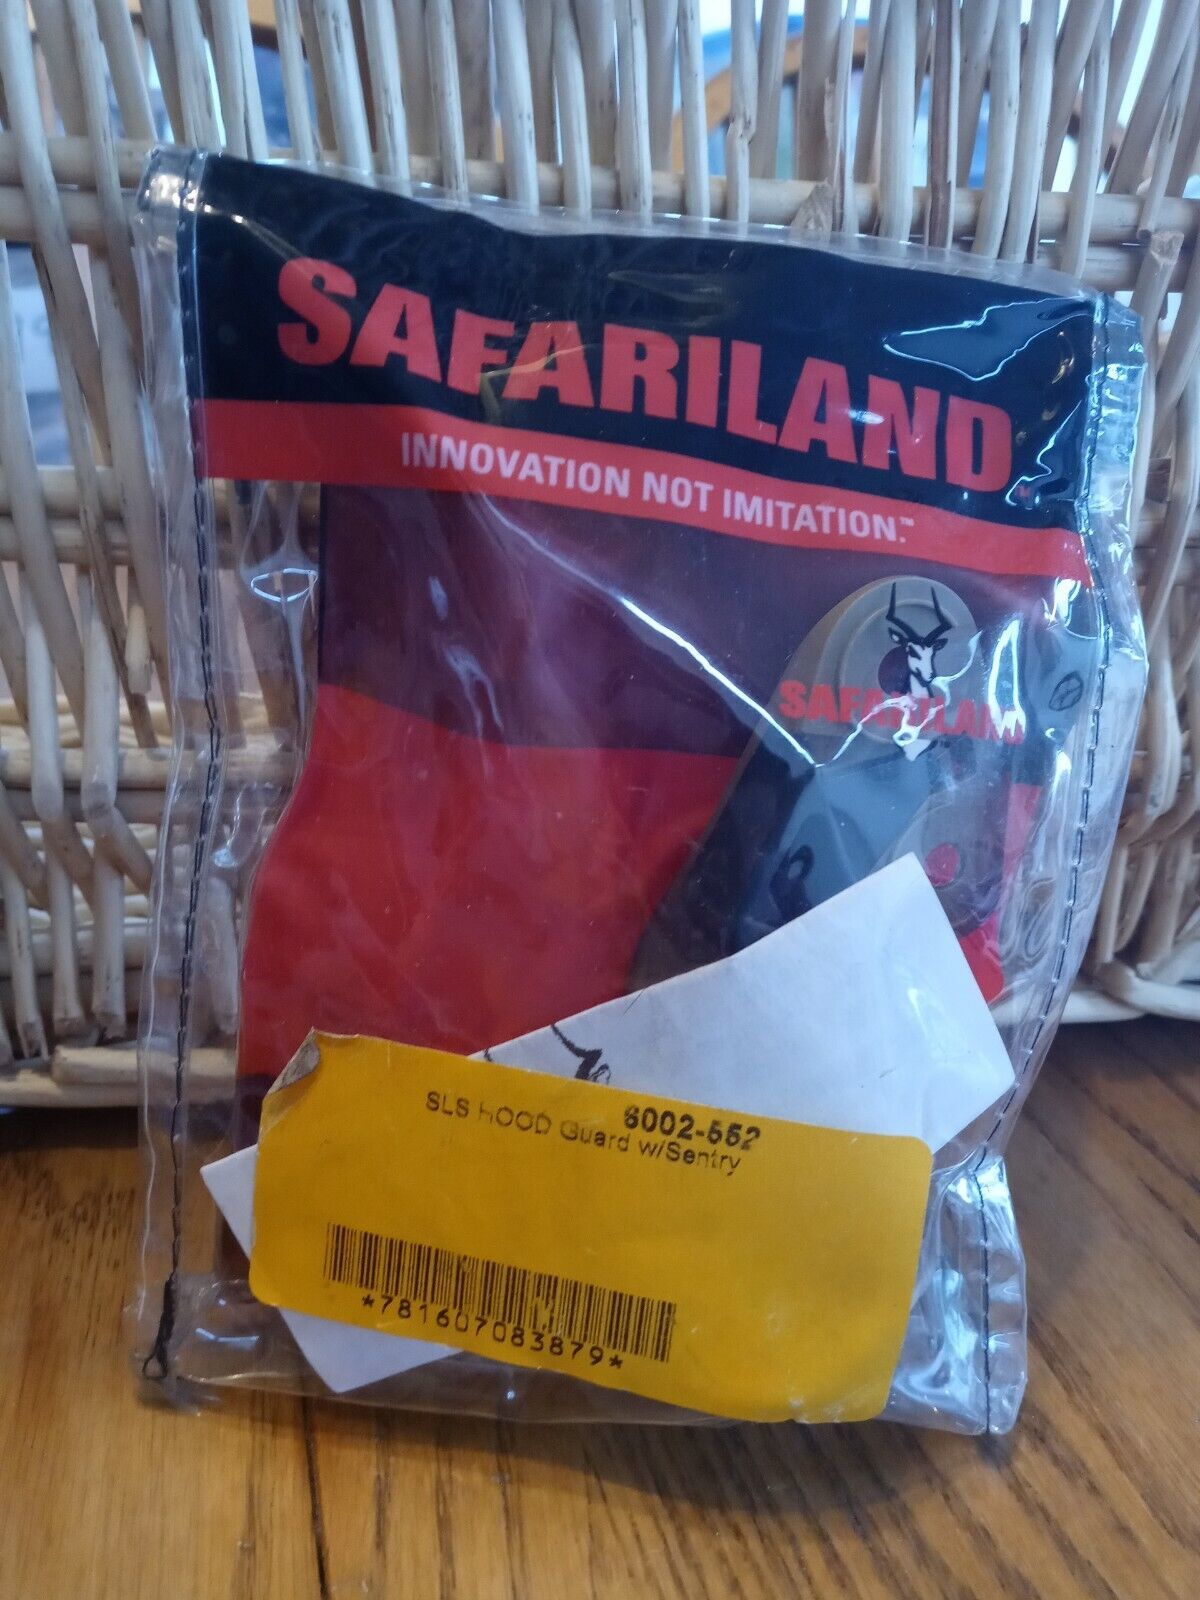 SAFARILAND
INNOVATION NOT IMITATION.™
SAFARILAND
6002-552
SLS HOOD Guard w/Sentry
*781607083879*